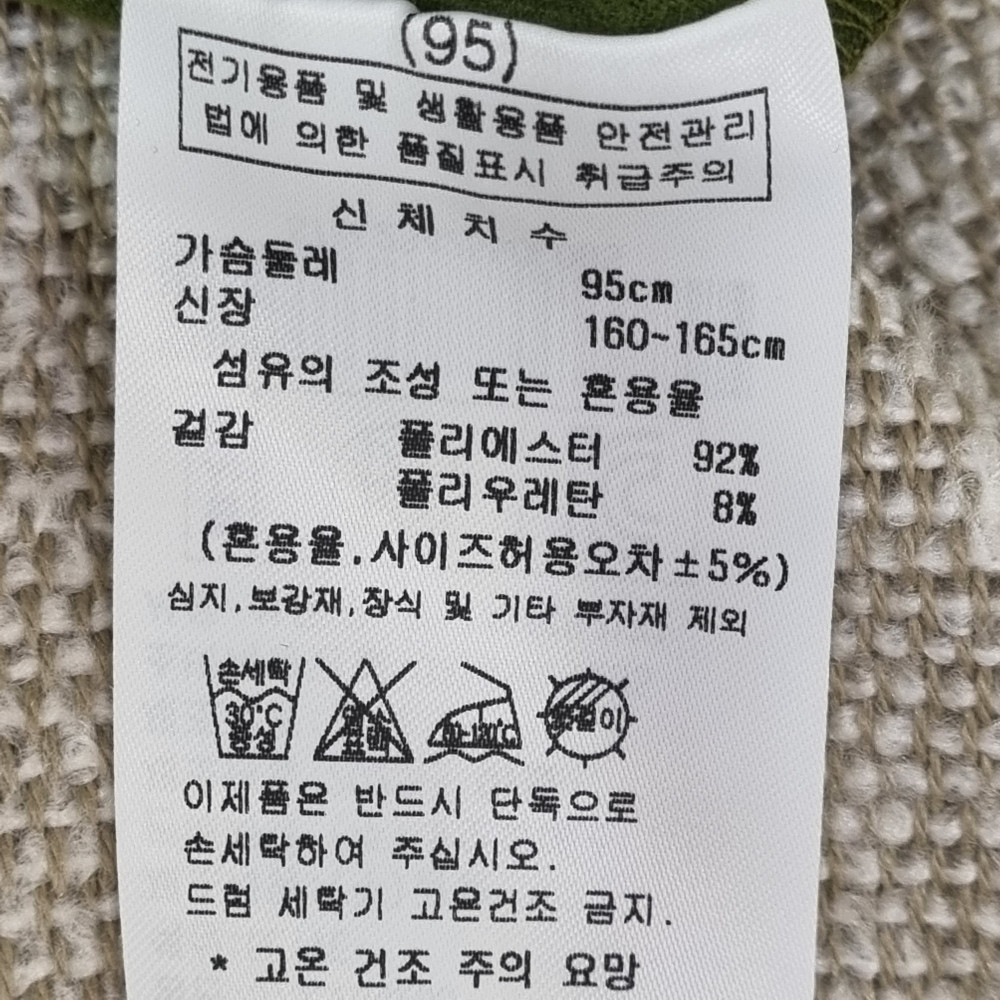 (95)
전기용품 및 생활용품 안전관리
법에 의한 품질표시 취급주의
신 체 치 수
가슴둘레 95cm
신장 160~165cm
섬유의 조성 또는 혼용율
겉감 폴리에스터 92%
폴리우레탄 8%
(혼용율,사이즈허용오차±5%)
심지,보강재,장식 및 기타 부자재 제외
손세탁
30°C
중성
이제품은 반드시 단독으로
손세탁하여 주십시오.
드럼 세탁기 고온건조 금지.
* 고온 건조 주의 요망